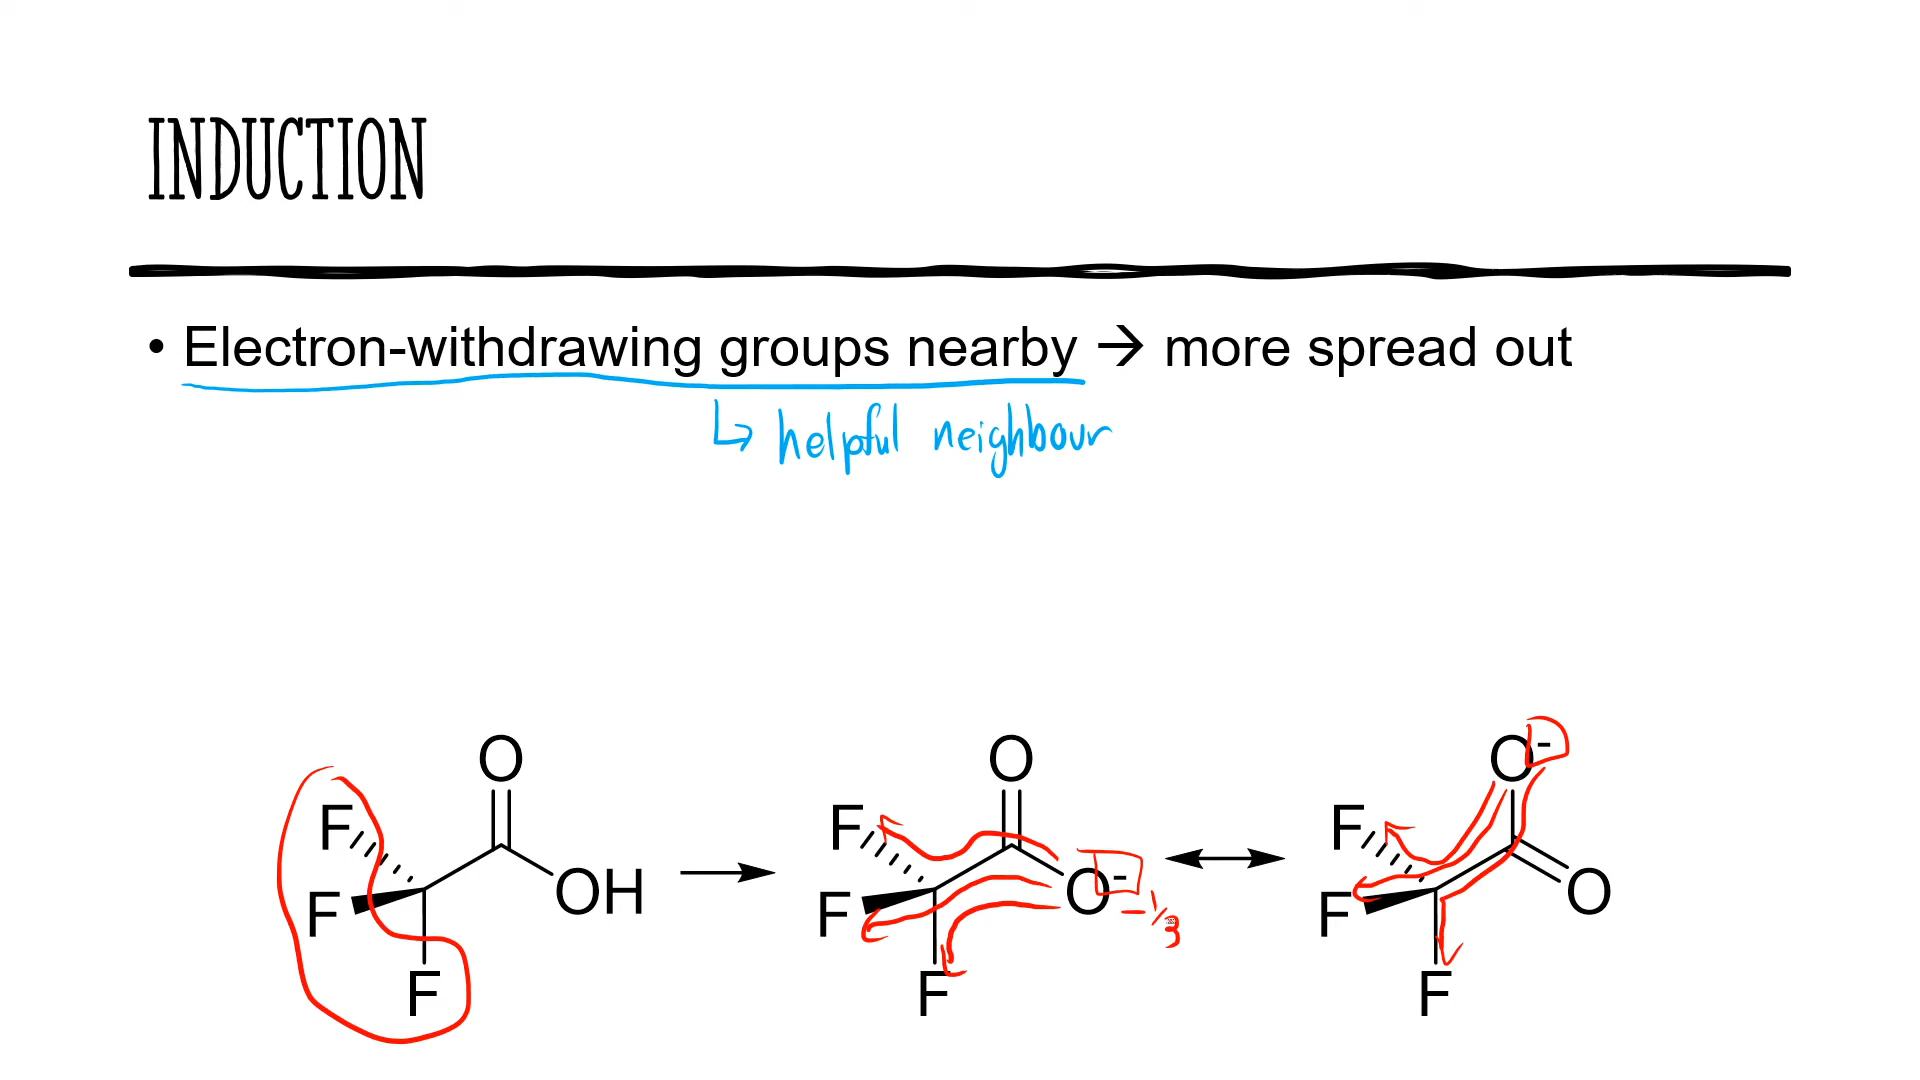 INDUCTION
• Electron-withdrawing groups nearby → more spread out
↳ helpful neighbour
O
F
F
OH
F
O
F
F
O-
F
-1/3
O-
F
F
O
F